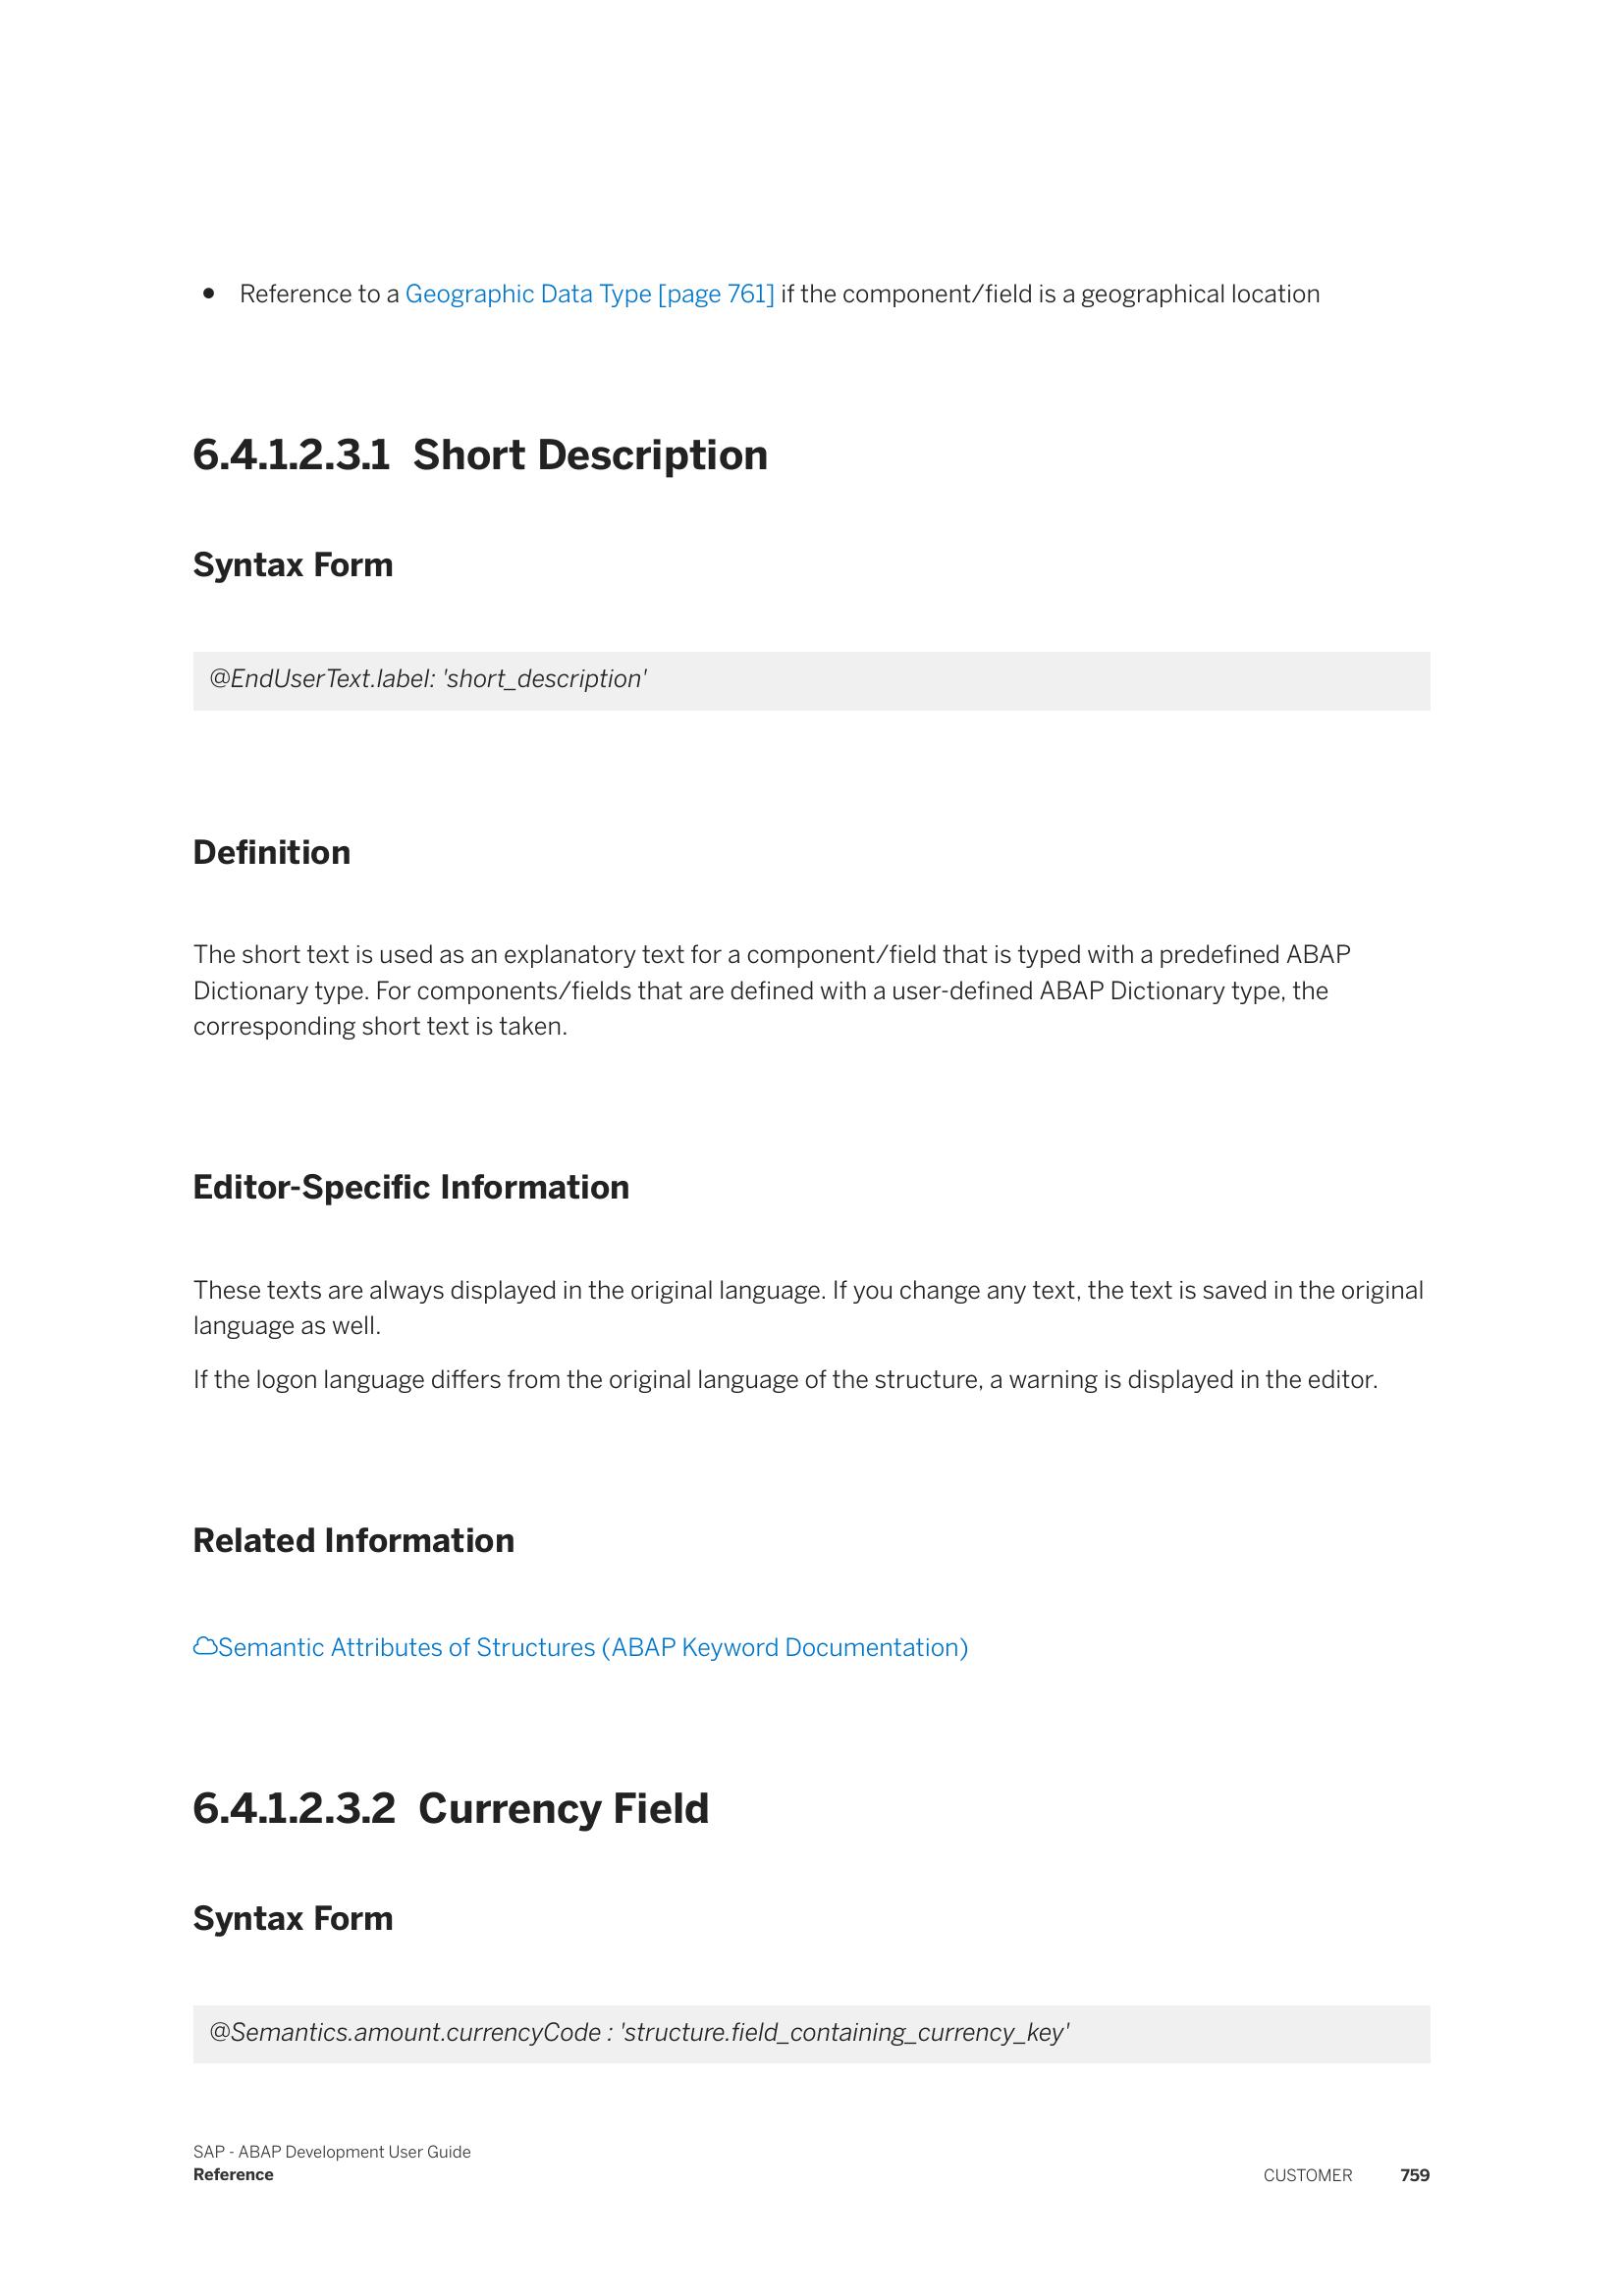 • Reference to a Geographic Data Type [page 761] if the component/field is a geographical location
6.4.1.2.3.1 Short Description
Syntax Form
@EndUserText.label: 'short_description'
Definition
The short text is used as an explanatory text for a component/field that is typed with a predefined ABAP
Dictionary type. For components/fields that are defined with a user-defined ABAP Dictionary type, the
corresponding short text is taken.
Editor-Specific Information
These texts are always displayed in the original language. If you change any text, the text is saved in the original
language as well.
If the logon language differs from the original language of the structure, a warning is displayed in the editor.
Related Information
Semantic Attributes of Structures (ABAP Keyword Documentation)
6.4.1.2.3.2 Currency Field
Syntax Form
@Semantics.amount.currencyCode : 'structure.field_containing_currency_key'
SAP - ABAP Development User Guide
Reference
CUSTOMER 759